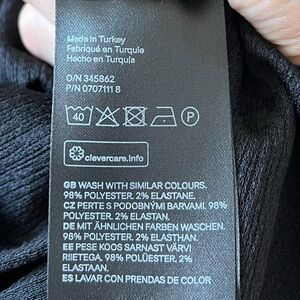 Made in Turkey
Fabriqué en Turquie
Hecho en Turquía
O/N 345862
P/N 0707111 8
40
P
clevercare.info
GB WASH WITH SIMILAR COLOURS.
98% POLYESTER, 2% ELASTANE.
CZ PERTE S PODOBNÝMI BARVAMI. 98%
POLYESTER, 2% ELASTAN.
DE MIT ÄHNLICHEN FARBEN WASCHEN.
98% POLYESTER, 2% ELASTHAN.
EE PESE KOOS SARNAST VÄRVI
RIIETEGA. 98% POLÜESTER, 2%
ELASTAAN.
ES LAVAR CON PRENDAS DE COLOR